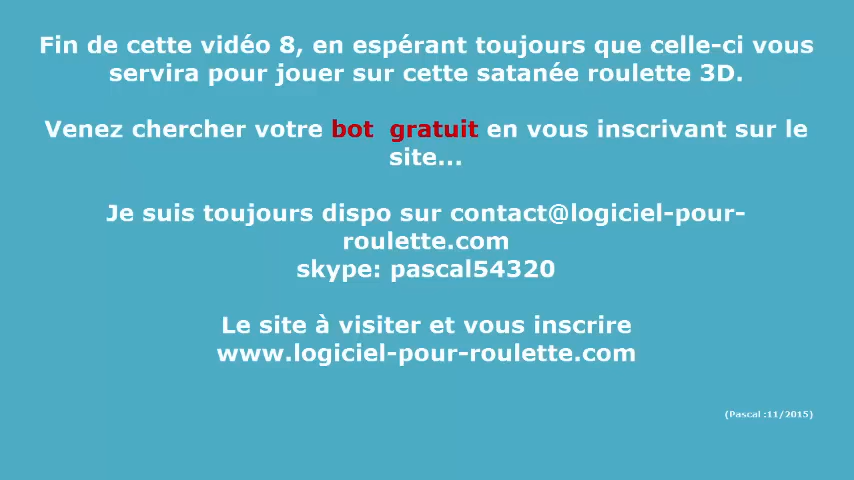 Fin de cette vidéo 8, en espérant toujours que celle-ci vous
servira pour jouer sur cette satanée roulette 3D.
Venez chercher votre bot  gratuit en vous inscrivant sur le
site...
Je suis toujours dispo sur contact@logiciel-pour-
roulette.com
skype: pascal54320
Le site à visiter et vous inscrire
www.logiciel-pour-roulette.com
(Pascal :11/2015)